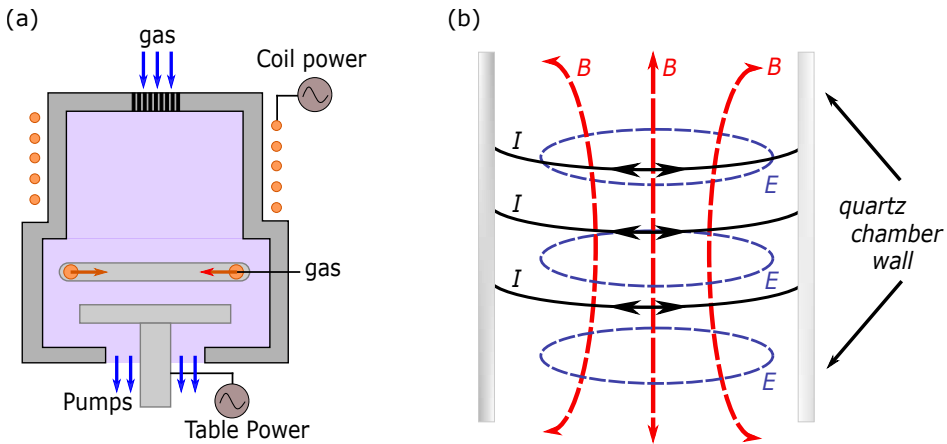 (a)
gas
Coil power
gas
Pumps
Table Power
(b)
B
B
B
I
E
I
E
I
E
quartz
chamber
wall